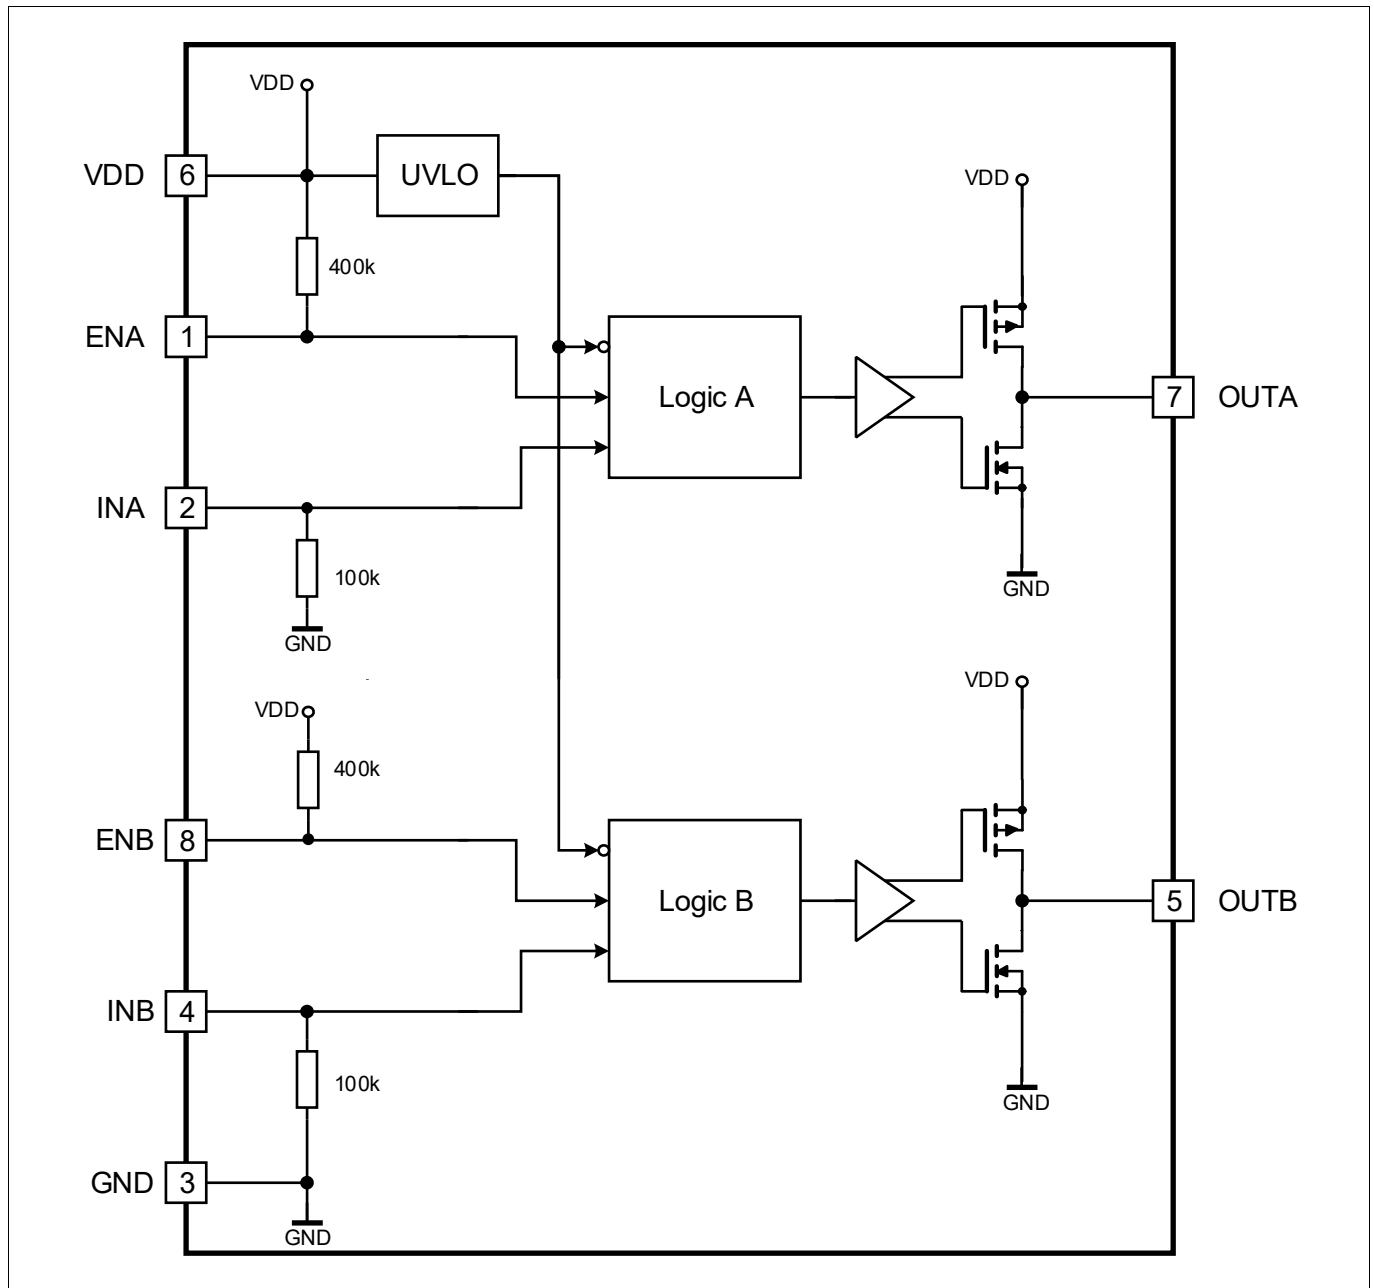 VDD
VDD 6 UVLO
VDD
400k
ENA 1
Logic A
7 OUTA
INA 2
100k
GND
GND
VDD
VDD
400k
ENB 8
Logic B
5 OUTB
INB 4
100k
GND
GND 3
GND